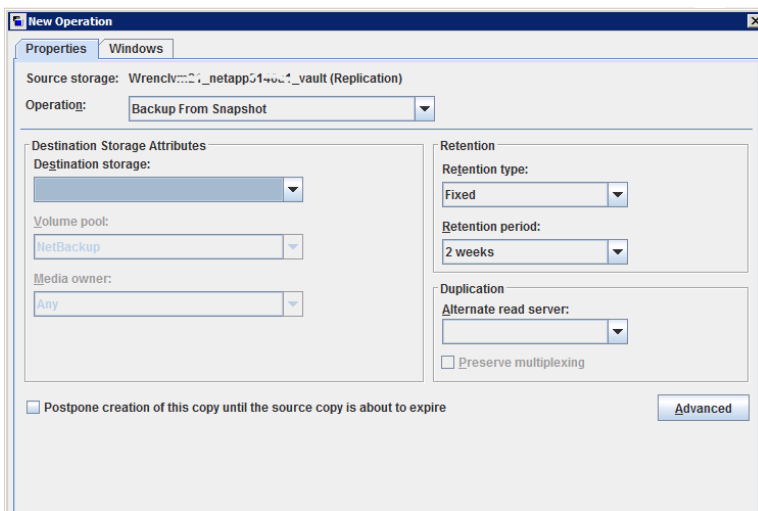 New Operation
Properties Windows
Source storage: (Replication)
Operation: Backup From Snapshot
Destination Storage Attributes
Destination storage:
Volume pool:
NetBackup
Media owner:
Any
Retention
Retention type:
Fixed
Retention period:
2 weeks
Duplication
Alternate read server:
Preserve multiplexing
Postpone creation of this copy until the source copy is about to expire
Advanced